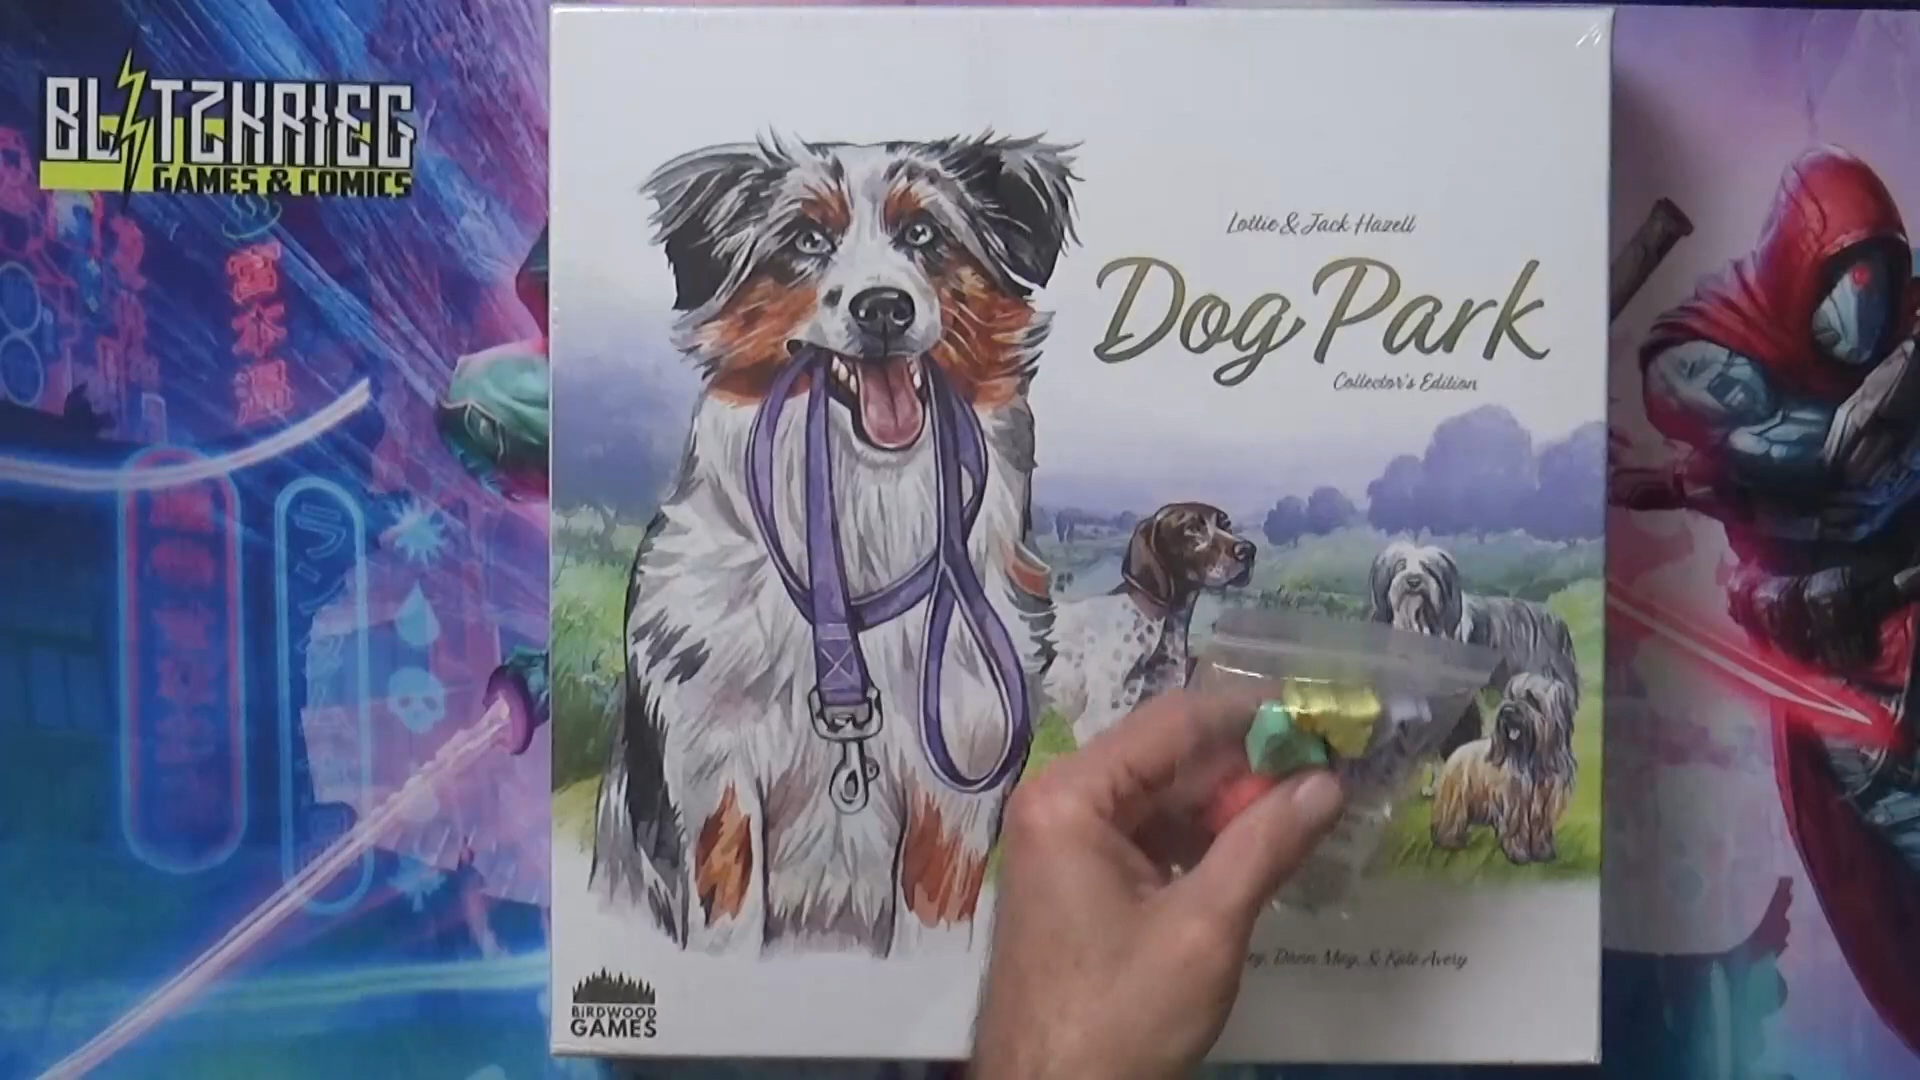 BLITZKRIEG
GAMES & COMICS
Lottie & Jack Hazell
Dog Park
Collector's Edition
Dann May, & Kate Avery
BIRDWOOD
GAMES